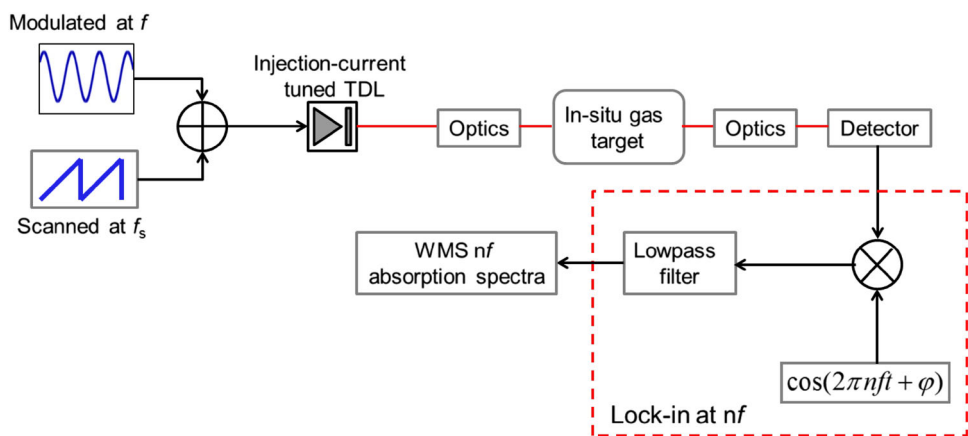 Modulated at f
Injection-current
tuned TDL
Optics
In-situ gas
target
Optics
Detector
Scanned at fs
WMS nf
absorption spectra
Lowpass
filter
cos(2πnft + φ)
Lock-in at nf